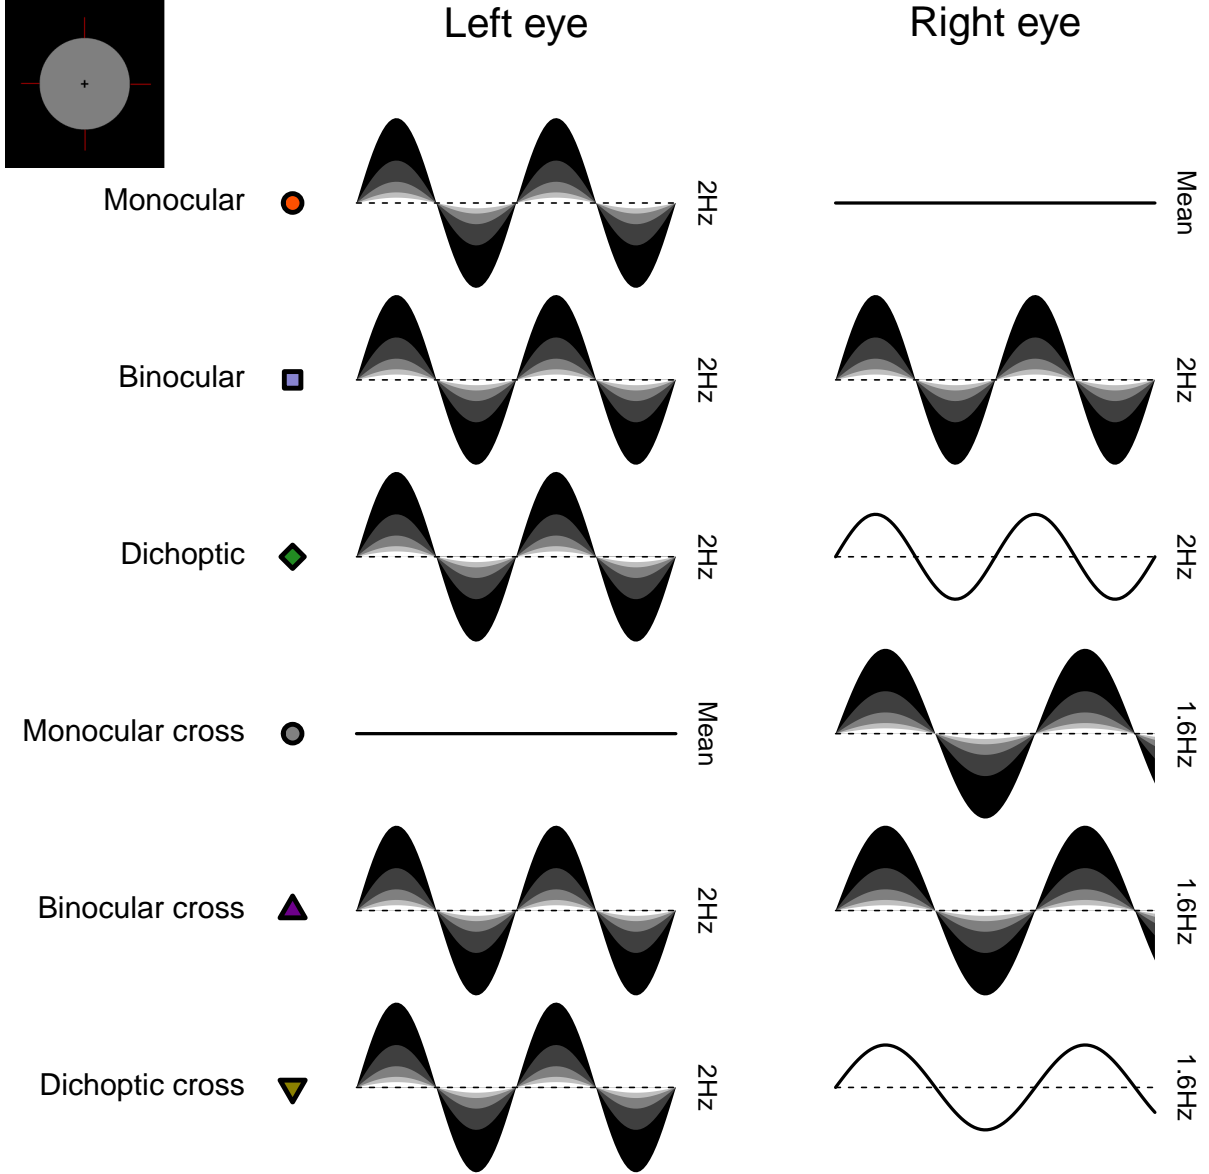 Left eye
Right eye
Monocular
2Hz
Mean
Binocular
2Hz
2Hz
Dichoptic
2Hz
2Hz
Monocular cross
Mean
1.6Hz
Binocular cross
2Hz
1.6Hz
Dichoptic cross
2Hz
1.6Hz